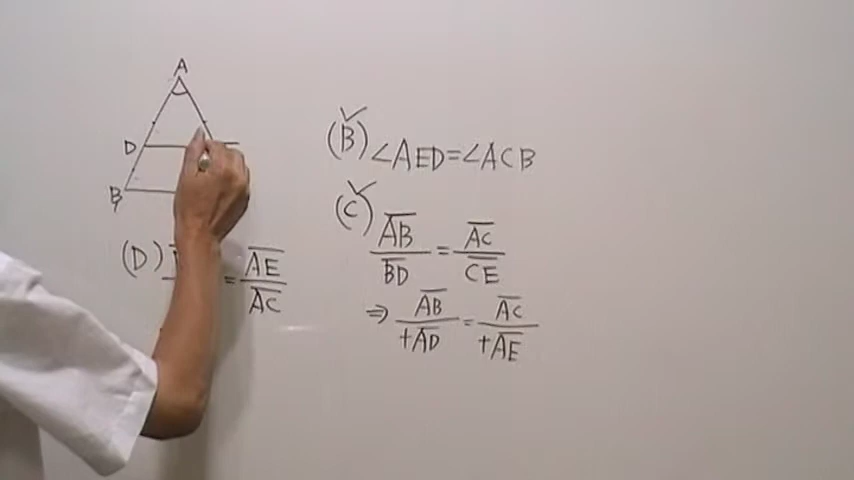 A
D
B
(B) ∠AED=∠ACB
(C) AB/BD = AC/CE
⇒ AB/+AD = AC/+AE
(D) = AE/AC